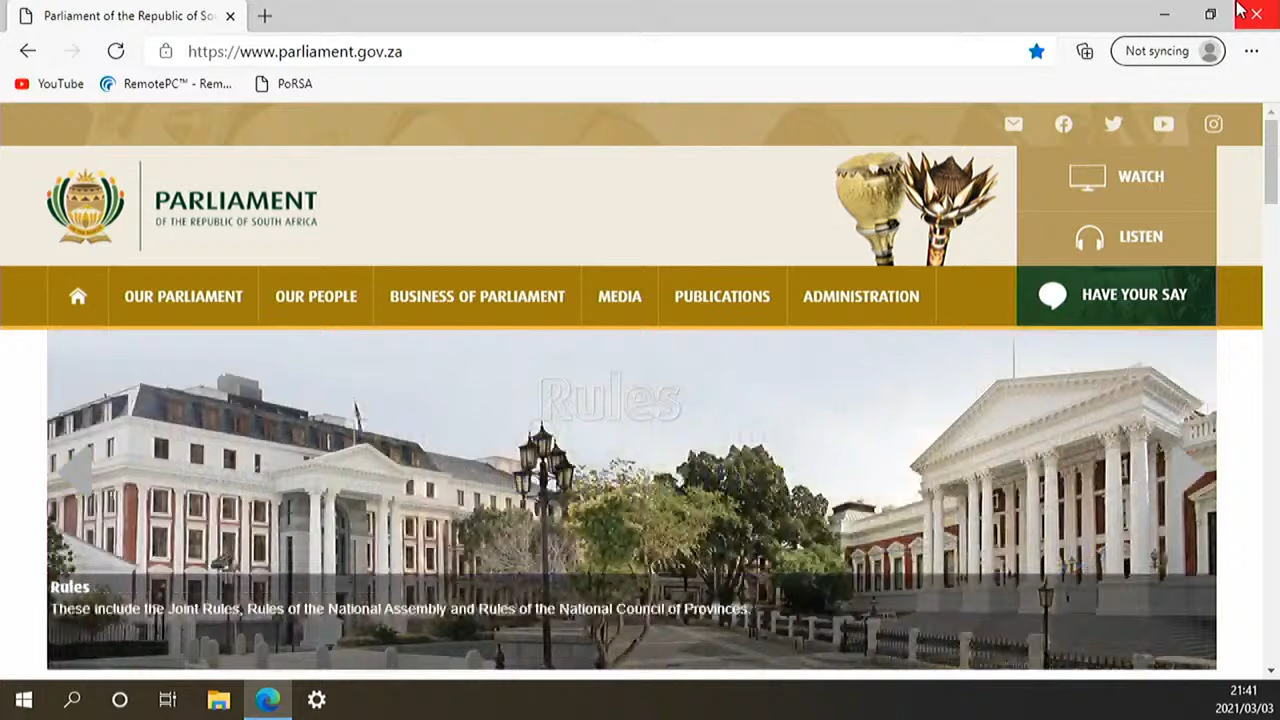 Parliament of the Republic of So
https://www.parliament.gov.za
Not syncing
YouTube
RemotePC™ - Rem...
PoRSA
PARLIAMENT
OF THE REPUBLIC OF SOUTH AFRICA
WATCH
LISTEN
OUR PARLIAMENT
OUR PEOPLE
BUSINESS OF PARLIAMENT
MEDIA
PUBLICATIONS
ADMINISTRATION
HAVE YOUR SAY
Rules
Rules
These include the Joint Rules, Rules of the National Assembly and Rules of the National Council of Provinces.
21:41
2021/03/03